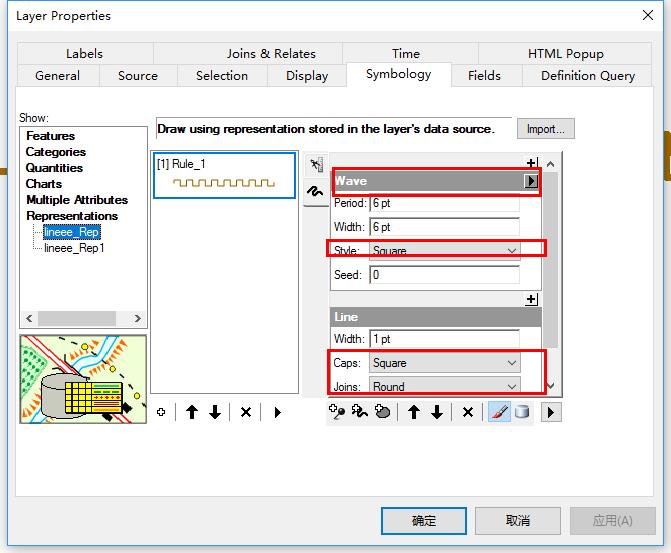 Layer Properties
Labels Joins & Relates Time HTML Popup
General Source Selection Display Symbology Fields Definition Query
Show:
Features
Categories
Quantities
Charts
Multiple Attributes
Representations
lineee_Rep
lineee_Rep1
Draw using representation stored in the layer's data source.
Import...
[1] Rule_1
Wave
Period: 6 pt
Width: 6 pt
Style: Square
Seed: 0
Line
Width: 1 pt
Caps: Square
Joins: Round
确定 取消 应用(A)